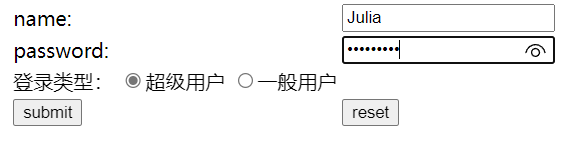 name: Julia
password: •••••••••
登录类型： 超级用户 一般用户
submit reset